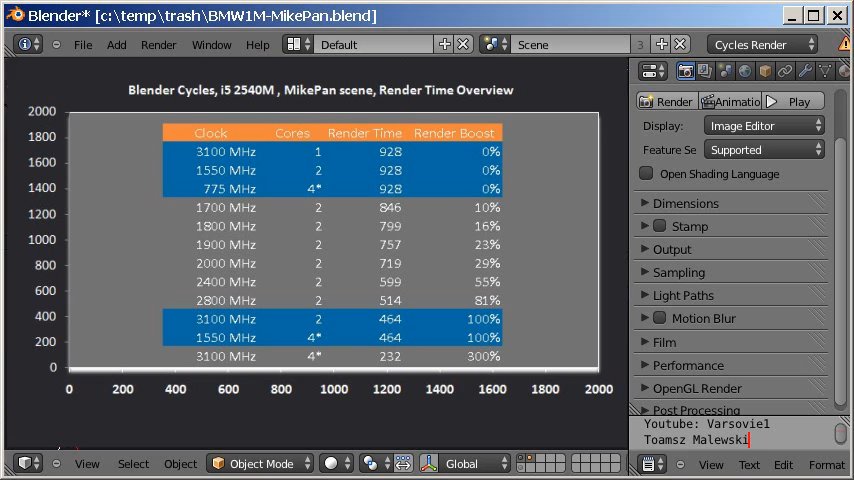 Blender* [c:\temp\trash\BMW1M-MikePan.blend]
File Add Render Window Help Default Scene 3 Cycles Render
Blender Cycles, i5 2540M , MikePan scene, Render Time Overview
Clock Cores Render Time Render Boost
3100 MHz 1 928 0%
1550 MHz 2 928 0%
775 MHz 4* 928 0%
1700 MHz 2 846 10%
1800 MHz 2 799 16%
1900 MHz 2 757 23%
2000 MHz 2 719 29%
2400 MHz 2 599 55%
2800 MHz 2 514 81%
3100 MHz 2 464 100%
1550 MHz 4* 464 100%
3100 MHz 4* 232 300%
2000
1800
1600
1400
1200
1000
800
600
400
200
0
0 200 400 600 800 1000 1200 1400 1600 1800 2000
Render Animatio Play
Display: Image Editor
Feature Se Supported
Open Shading Language
Dimensions
Stamp
Output
Sampling
Light Paths
Motion Blur
Film
Performance
OpenGL Render
Post Processing
Youtube: Varsovie1
Toamsz Malewski
View Select Object Object Mode Global
View Text Edit Format